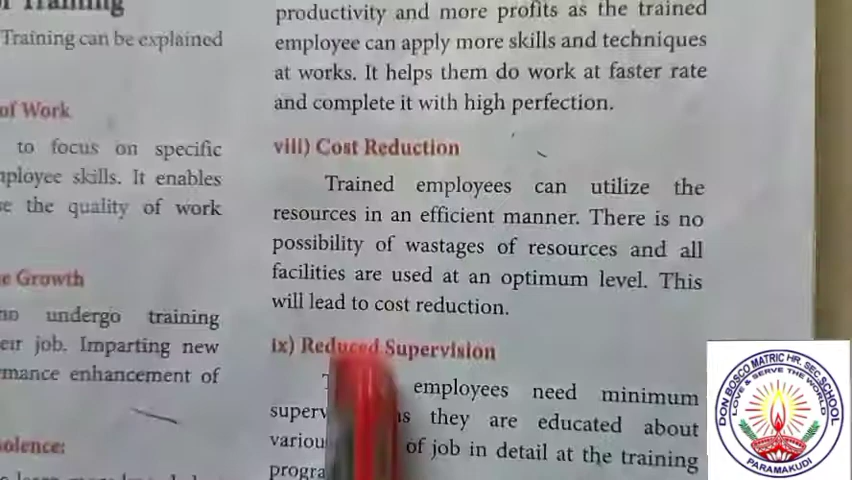 Training
Training can be explained
of Work
to focus on specific
employee skills. It enables
the quality of work
Growth
undergo training
their job. Imparting new
enhancement of
productivity and more profits as the trained
employee can apply more skills and techniques
at works. It helps them do work at faster rate
and complete it with high perfection.
viii) Cost Reduction
Trained employees can utilize the
resources in an efficient manner. There is no
possibility of wastages of resources and all
facilities are used at an optimum level. This
will lead to cost reduction.
ix) Reduced Supervision
employees need minimum
they are educated about
of job in detail at the training
DON BOSCO MATRIC HR. SEC SCHOOL
LOVE & SERVE THE WORLD
PARAMAKUDI